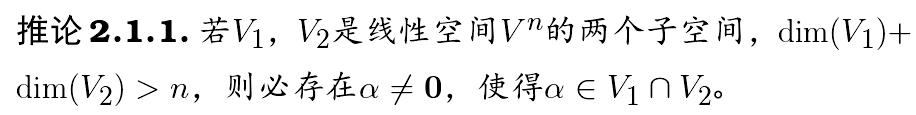 推论 2.1.1. 若V₁，V₂是线性空间Vⁿ的两个子空间，dim(V₁)+
dim(V₂) > n，则必存在α ≠ 0，使得α ∈ V₁ ∩ V₂。